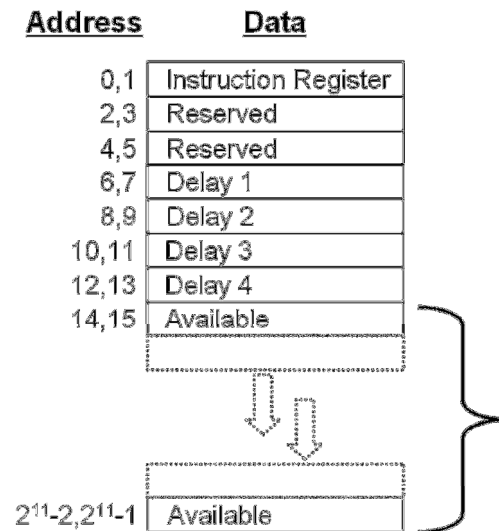 Address Data
0,1 Instruction Register
2,3 Reserved
4,5 Reserved
6,7 Delay 1
8,9 Delay 2
10,11 Delay 3
12,13 Delay 4
14,15 Available
2¹¹-2,2¹¹-1 Available